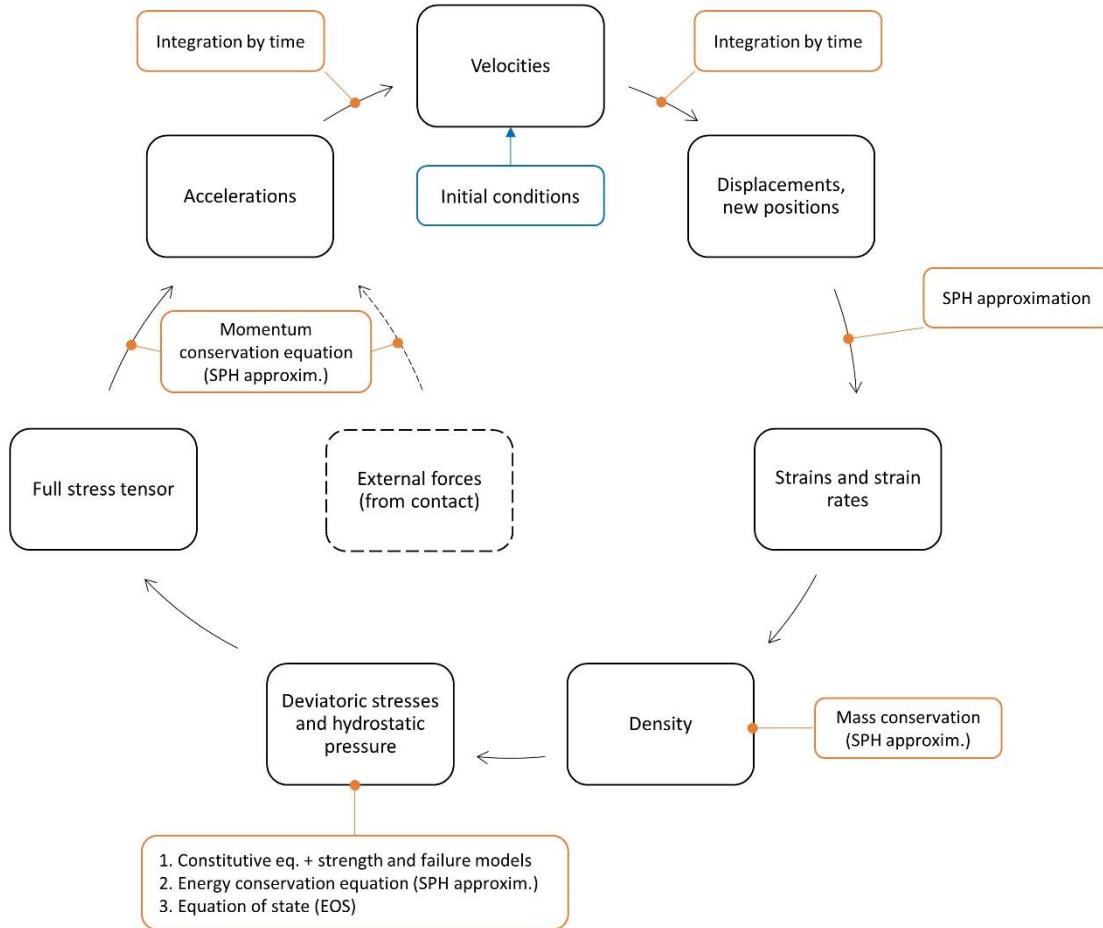 Integration by time
Velocities
Integration by time
Accelerations
Initial conditions
Displacements,
new positions
SPH approximation
Momentum
conservation equation
(SPH approxim.)
Full stress tensor
External forces
(from contact)
Strains and strain
rates
Deviatoric stresses
and hydrostatic
pressure
Density
Mass conservation
(SPH approxim.)
1. Constitutive eq. + strength and failure models
2. Energy conservation equation (SPH approxim.)
3. Equation of state (EOS)